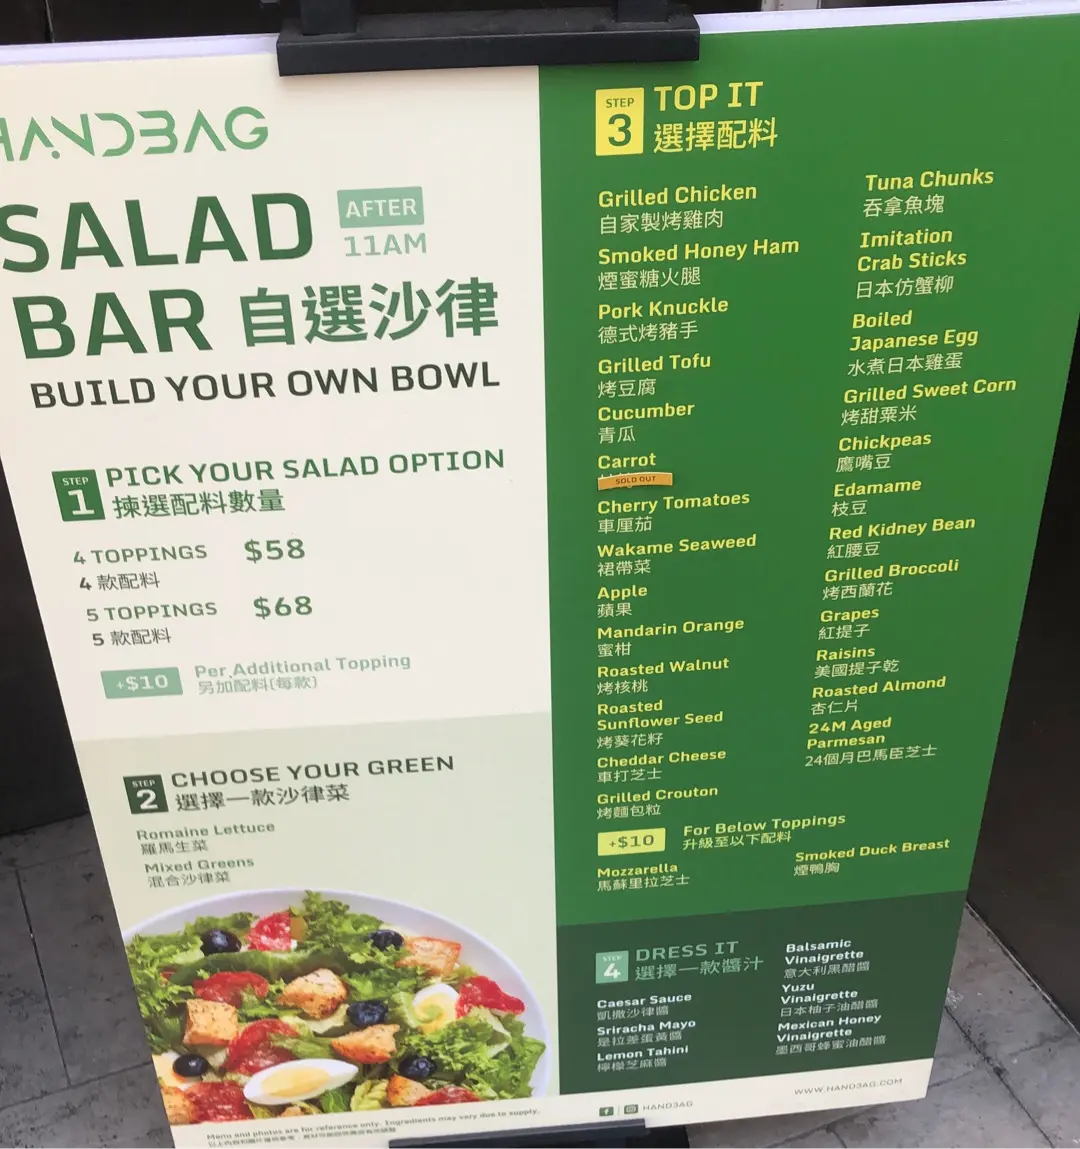 HANDBAG
SALAD
BAR 自選沙律
AFTER
11AM
BUILD YOUR OWN BOWL
STEP
1
PICK YOUR SALAD OPTION
揀選配料數量
4 TOPPINGS $58
4 款配料
5 TOPPINGS $68
5 款配料
+$10
Per Additional Topping
另加配料(每款)
STEP
2
CHOOSE YOUR GREEN
選擇一款沙律菜
Romaine Lettuce
羅馬生菜
Mixed Greens
混合沙律菜
Menu and photos are for reference only. Ingredients may vary due to supply.
STEP
3
TOP IT
選擇配料
Grilled Chicken
自家製烤雞肉
Smoked Honey Ham
煙蜜糖火腿
Pork Knuckle
德式烤豬手
Grilled Tofu
烤豆腐
Cucumber
青瓜
Carrot
SOLD OUT
Cherry Tomatoes
車厘茄
Wakame Seaweed
裙帶菜
Apple
蘋果
Mandarin Orange
蜜柑
Roasted Walnut
烤核桃
Roasted
Sunflower Seed
烤葵花籽
Cheddar Cheese
車打芝士
Grilled Crouton
烤麵包粒
Tuna Chunks
吞拿魚塊
Imitation
Crab Sticks
日本仿蟹柳
Boiled
Japanese Egg
水煮日本雞蛋
Grilled Sweet Corn
烤甜粟米
Chickpeas
鷹嘴豆
Edamame
枝豆
Red Kidney Bean
紅腰豆
Grilled Broccoli
烤西蘭花
Grapes
紅提子
Raisins
美國提子乾
Roasted Almond
杏仁片
24M Aged
Parmesan
24個月巴馬臣芝士
+$10
For Below Toppings
升級至以下配料
Mozzarella
馬蘇里拉芝士
Smoked Duck Breast
煙鴨胸
STEP
4
DRESS IT
選擇一款醬汁
Caesar Sauce
凱撒沙律醬
Sriracha Mayo
是拉差蛋黃醬
Lemon Tahini
檸檬芝麻醬
Balsamic
Vinaigrette
意大利黑醋醬
Yuzu
Vinaigrette
日本柚子油醋醬
Mexican Honey
Vinaigrette
墨西哥蜂蜜油醋醬
HAND3AG
WWW.HAND3AG.COM